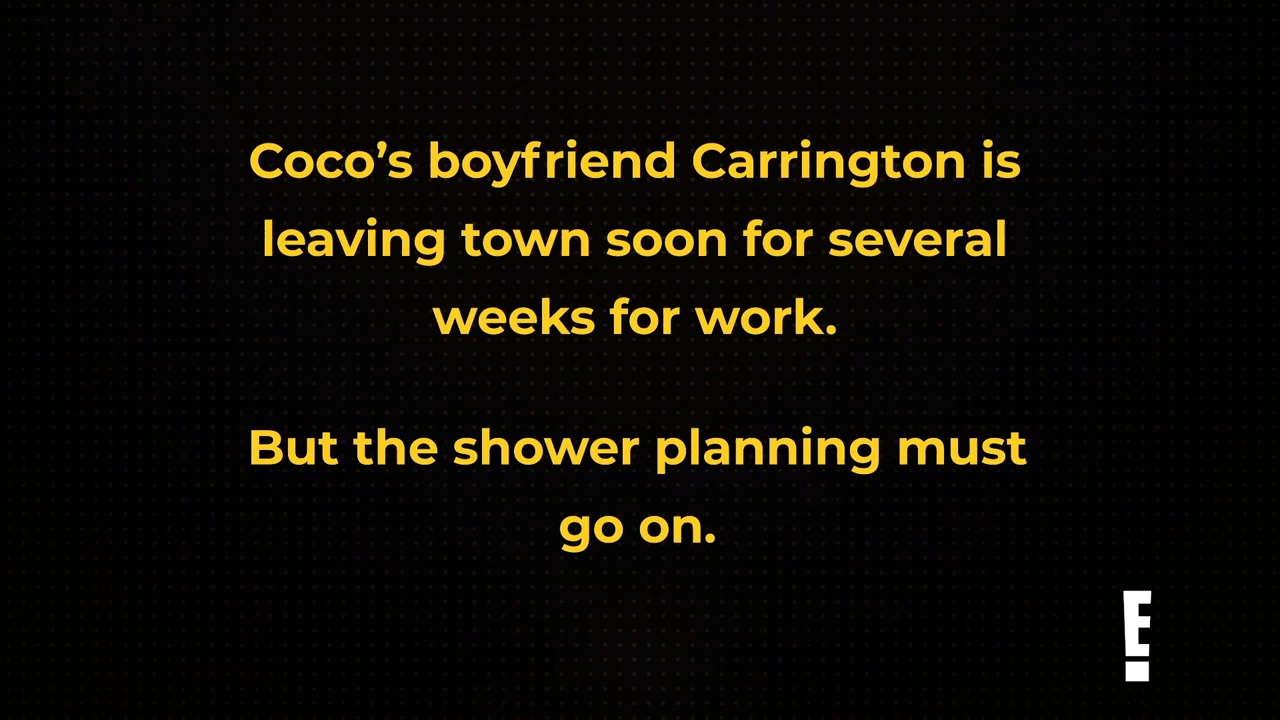 Coco’s boyfriend Carrington is
leaving town soon for several
weeks for work.
But the shower planning must
go on.
E!